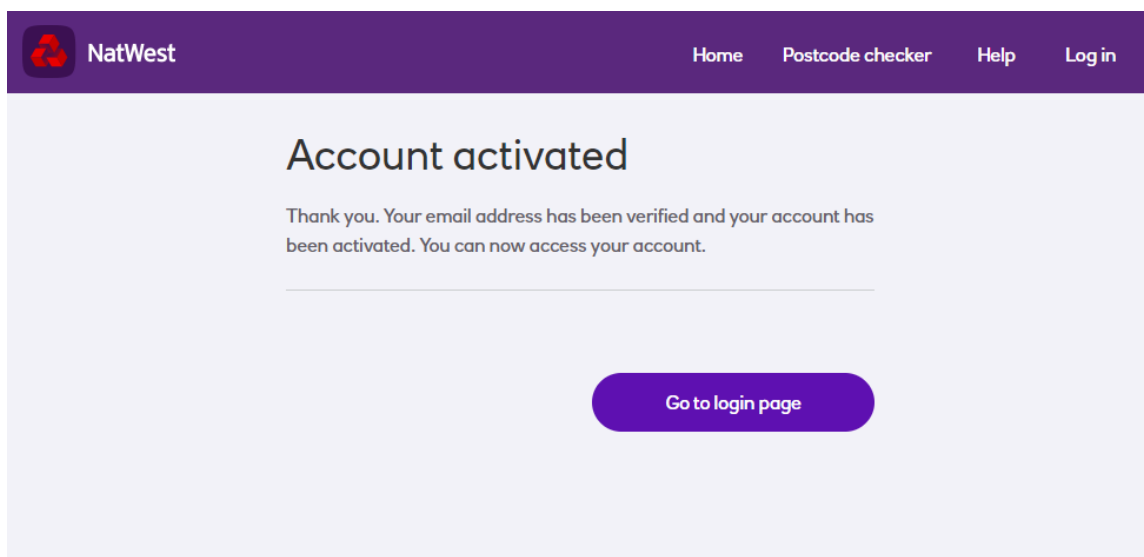 NatWest
Home Postcode checker Help Log in
Account activated
Thank you. Your email address has been verified and your account has
been activated. You can now access your account.
Go to login page